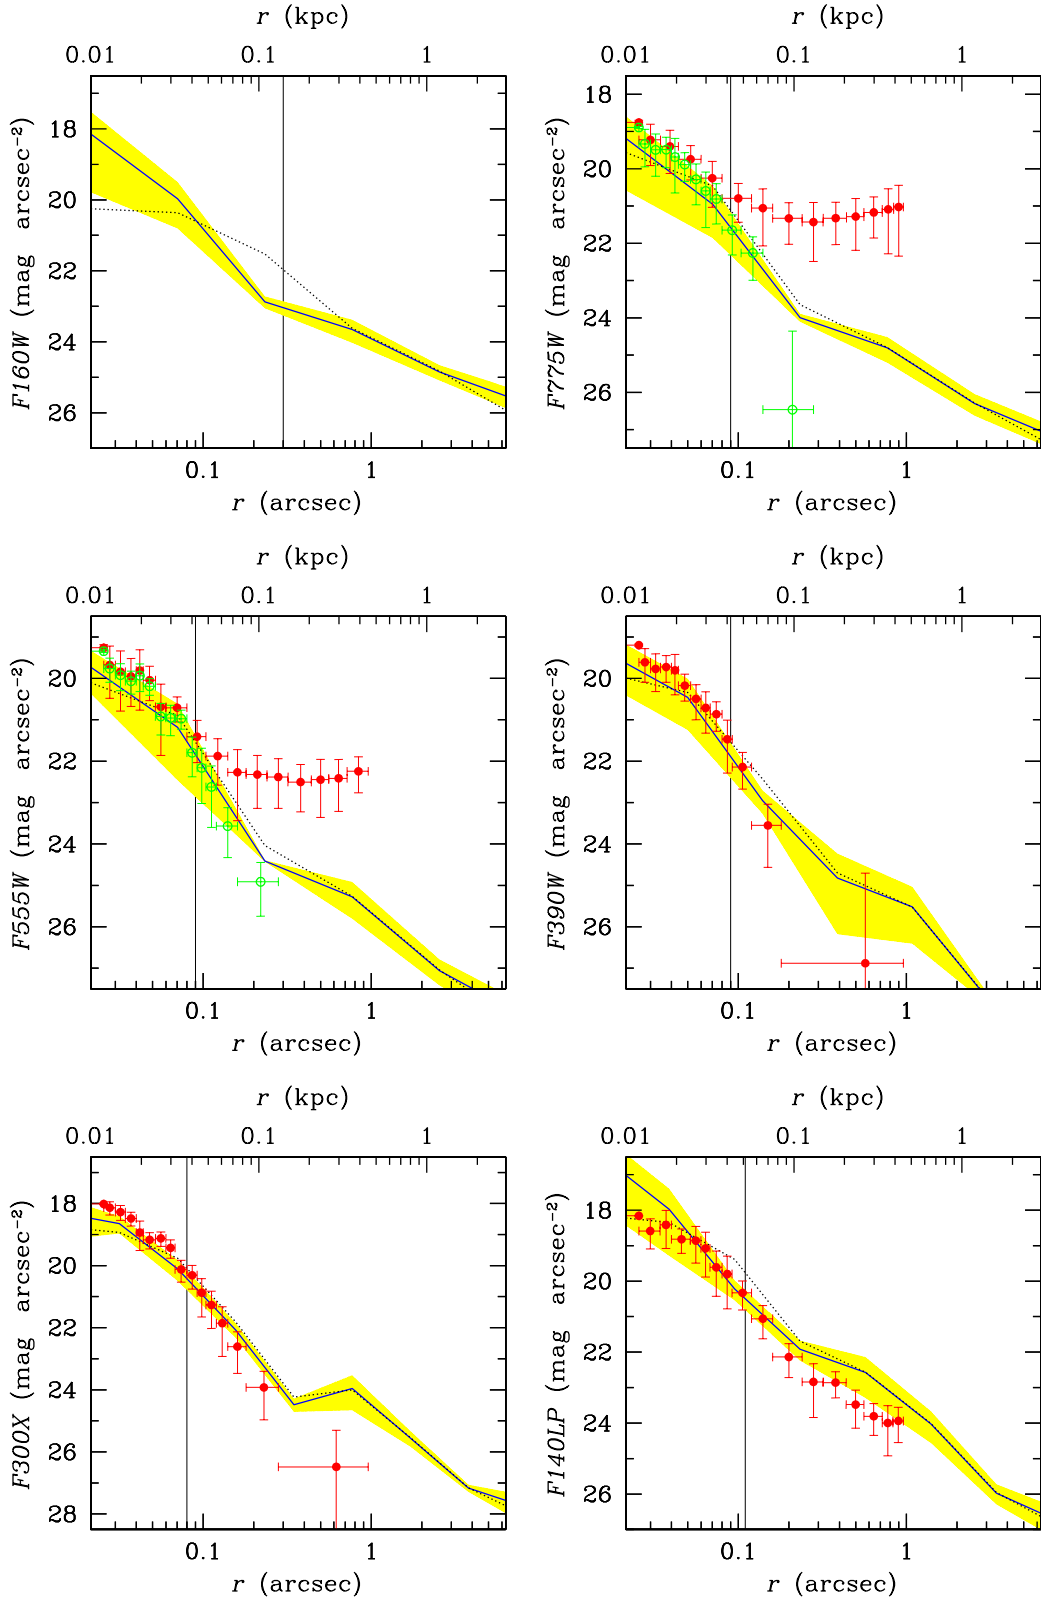 r (kpc)
0.01 0.1 1
F160W (mag arcsec⁻²)
18
20
22
24
26
0.1 1
r (arcsec)
r (kpc)
0.01 0.1 1
F775W (mag arcsec⁻²)
18
20
22
24
26
0.1 1
r (arcsec)
r (kpc)
0.01 0.1 1
F555W (mag arcsec⁻²)
20
22
24
26
0.1 1
r (arcsec)
r (kpc)
0.01 0.1 1
F390W (mag arcsec⁻²)
20
22
24
26
0.1 1
r (arcsec)
r (kpc)
0.01 0.1 1
F300X (mag arcsec⁻²)
18
20
22
24
26
28
0.1 1
r (arcsec)
r (kpc)
0.01 0.1 1
F140LP (mag arcsec⁻²)
18
20
22
24
26
0.1 1
r (arcsec)